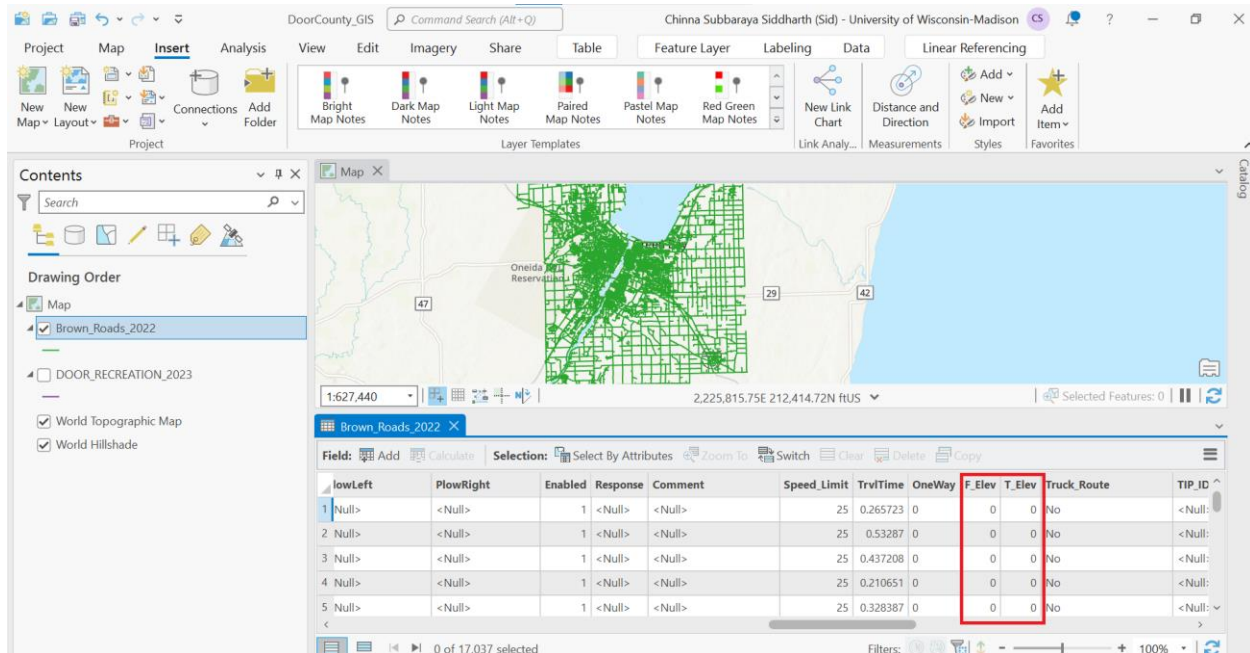 DoorCounty_GIS
Command Search (Alt+Q)
Chinna Subbaraya Siddharth (Sid) - University of Wisconsin-Madison CS ?
Project Map Insert Analysis View Edit Imagery Share Table Feature Layer Labeling Data Linear Referencing
New Map New Layout Connections Add Folder
Bright Map Notes Dark Map Notes Light Map Notes Paired Map Notes Pastel Map Notes Red Green Map Notes
New Link Chart Distance and Direction Add New Import Add Item
Project Layer Templates Link Analy... Measurements Styles Favorites
Contents
Search
Drawing Order
Map
Brown_Roads_2022
DOOR_RECREATION_2023
World Topographic Map
World Hillshade
Map
Catalog
Oneida
Reservation
47
29
42
1:627,440 2,225,815.75E 212,414.72N ftUS Selected Features: 0
Brown_Roads_2022
Field: Add Calculate Selection: Select By Attributes Zoom To Switch Clear Delete Copy
lowLeft PlowRight Enabled Response Comment Speed_Limit TrvlTime OneWay F_Elev T_Elev Truck_Route TIP_ID
1 Null> <Null> 1 <Null> <Null> 25 0.265723 0 0 0 No <Null>
2 Null> <Null> 1 <Null> <Null> 25 0.53287 0 0 0 No <Null>
3 Null> <Null> 1 <Null> <Null> 25 0.437208 0 0 0 No <Null>
4 Null> <Null> 1 <Null> <Null> 25 0.210651 0 0 0 No <Null>
5 Null> <Null> 1 <Null> <Null> 25 0.328387 0 0 0 No <Null>
0 of 17,037 selected Filters: - + 100%